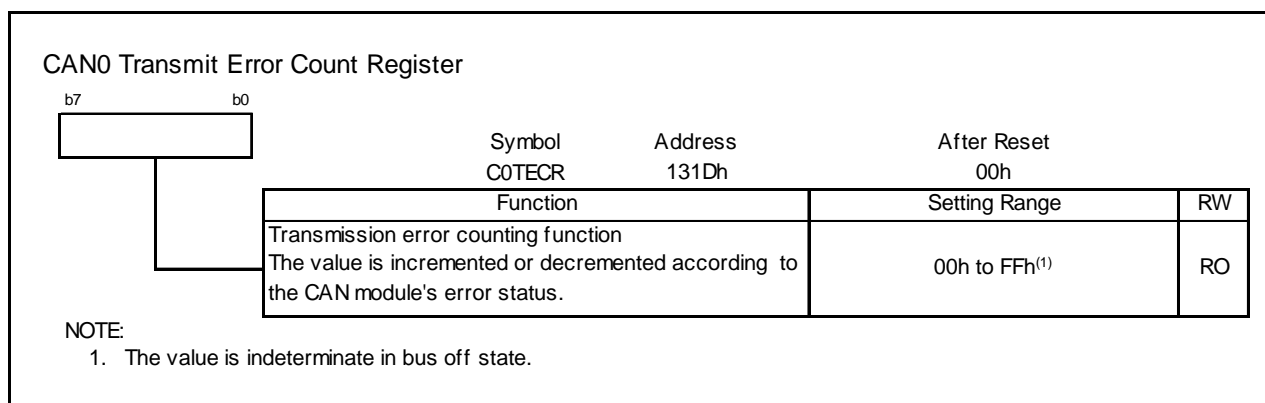 CAN0 Transmit Error Count Register
b7 b0
Symbol Address After Reset
C0TECR 131Dh 00h
Function Setting Range RW
Transmission error counting function
The value is incremented or decremented according to
the CAN module's error status.
00h to FFh(1) RO
NOTE:
1. The value is indeterminate in bus off state.